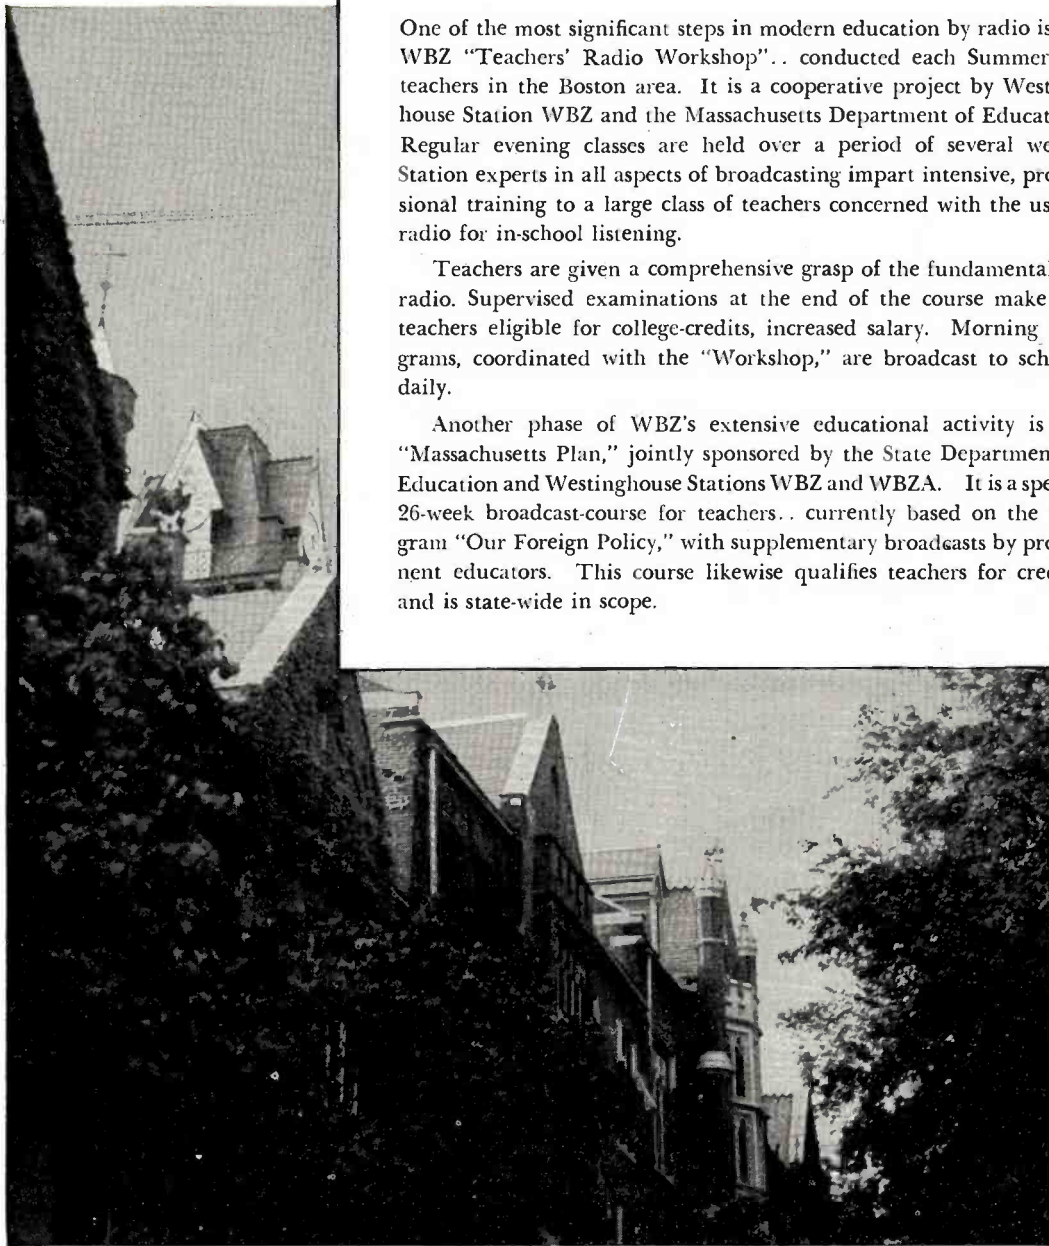 One of the most significant steps in modern education by radio is
WBZ "Teachers' Radio Workshop".. conducted each Summer
teachers in the Boston area. It is a cooperative project by West
house Station WBZ and the Massachusetts Department of Educat
Regular evening classes are held over a period of several we
Station experts in all aspects of broadcasting impart intensive, pro
sional training to a large class of teachers concerned with the us
radio for in-school listening.
Teachers are given a comprehensive grasp of the fundamenta
radio. Supervised examinations at the end of the course make
teachers eligible for college-credits, increased salary. Morning
grams, coordinated with the "Workshop," are broadcast to sch
daily.
Another phase of WBZ's extensive educational activity is
"Massachusetts Plan," jointly sponsored by the State Departmen
Education and Westinghouse Stations WBZ and WBZA. It is a spe
26-week broadcast-course for teachers.. currently based on the
gram "Our Foreign Policy," with supplementary broadcasts by pro
nent educators. This course likewise qualifies teachers for cre
and is state-wide in scope.